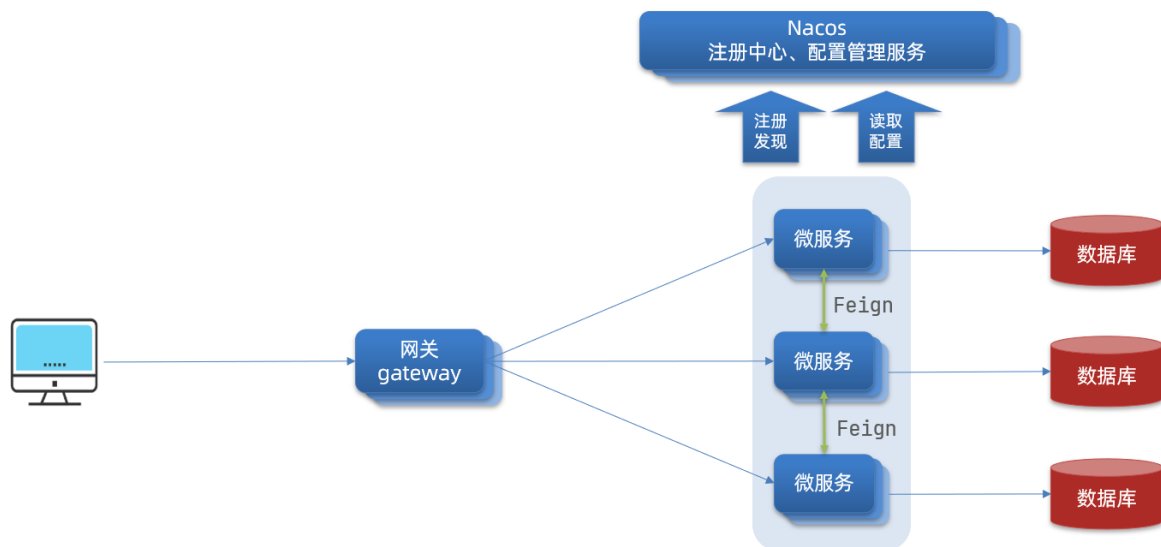 Nacos
注册中心、配置管理服务
注册
发现
读取
配置
微服务
数据库
Feign
网关
gateway
微服务
数据库
Feign
微服务
数据库